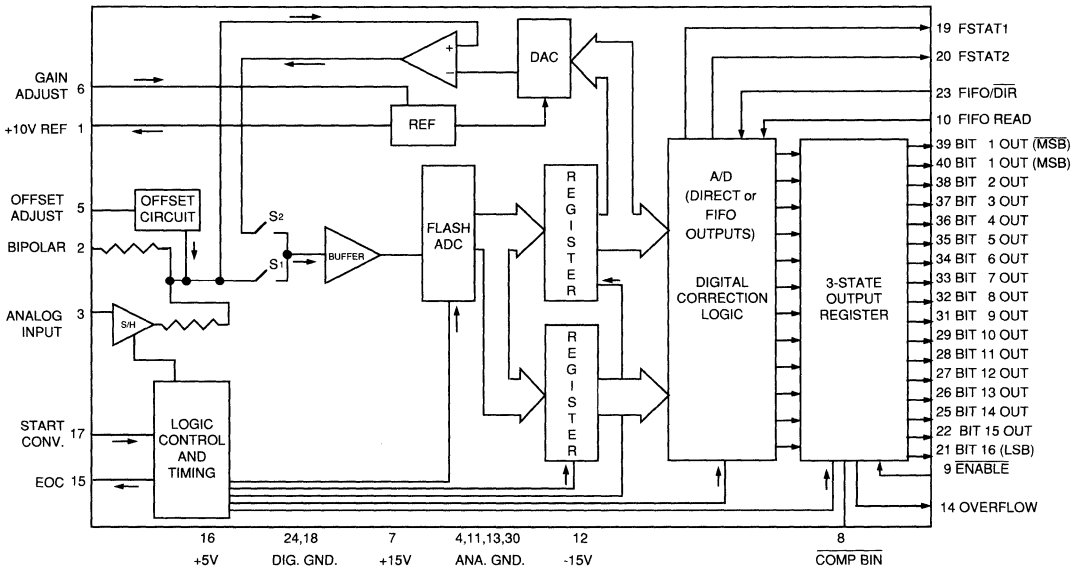 19 FSTAT1
20 FSTAT2
23 FIFO/DIR
10 FIFO READ
GAIN
ADJUST 6
+10V REF 1
+
−
DAC
REF
OFFSET
ADJUST 5
OFFSET
CIRCUIT
BIPOLAR 2
S2
S1
BUFFER
FLASH
ADC
REGISTER
REGISTER
ANALOG 3
INPUT
S/H
A/D
(DIRECT or
FIFO
OUTPUTS)
DIGITAL
CORRECTION
LOGIC
3-STATE
OUTPUT
REGISTER
39 BIT 1 OUT (MSB)
40 BIT 1 OUT (MSB)
38 BIT 2 OUT
37 BIT 3 OUT
36 BIT 4 OUT
35 BIT 5 OUT
34 BIT 6 OUT
33 BIT 7 OUT
32 BIT 8 OUT
31 BIT 9 OUT
29 BIT 10 OUT
28 BIT 11 OUT
27 BIT 12 OUT
26 BIT 13 OUT
25 BIT 14 OUT
22 BIT 15 OUT
21 BIT 16 (LSB)
9 ENABLE
14 OVERFLOW
START
CONV. 17
EOC 15
LOGIC
CONTROL
AND
TIMING
16 24,18 7 4,11,13,30 12 8
+5V DIG. GND. +15V ANA. GND. -15V COMP BIN